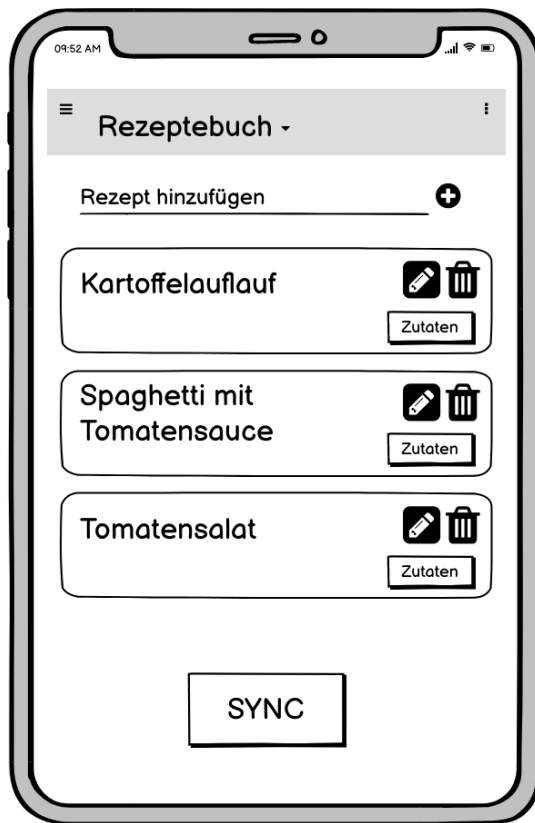 09:52 AM
Rezeptebuch
Rezept hinzufügen
Kartoffelauflauf
Zutaten
Spaghetti mit
Tomatensauce
Zutaten
Tomatensalat
Zutaten
SYNC